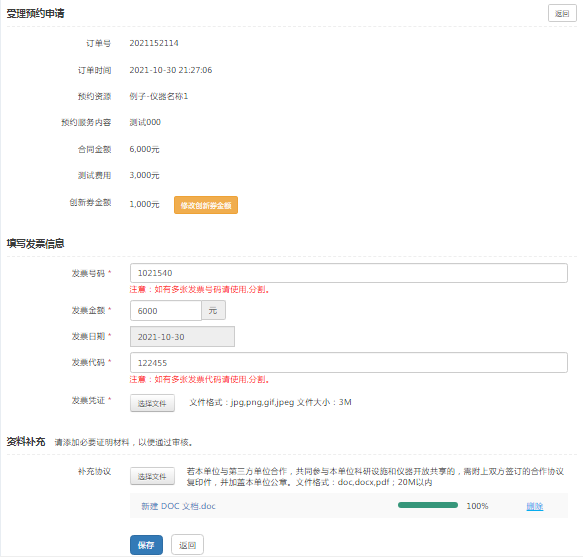 受理预约申请 返回
订单号 2021152114
订单时间 2021-10-30 21:27:06
预约资源 例子-仪器名称1
预约服务内容 测试000
合同金额 6,000元
测试费用 3,000元
创新券金额 1,000元 修改创新券金额
填写发票信息
发票号码 * 1021540
注意：如有多张发票号码请使用,分割。
发票金额 * 6000 元
发票日期 * 2021-10-30
发票代码 * 122455
注意：如有多张发票代码请使用,分割。
发票凭证 * 选择文件 文件格式：jpg,png,gif,jpeg 文件大小：3M
资料补充 请添加必要证明材料，以便通过审核。
补充协议 选择文件 若本单位与第三方单位合作，共同参与本单位科研设施和仪器开放共享的，需附上双方签订的合作协议
复印件，并加盖本单位公章。文件格式：doc,docx,pdf；20M以内
新建 DOC 文档.doc 100% 删除
保存 返回